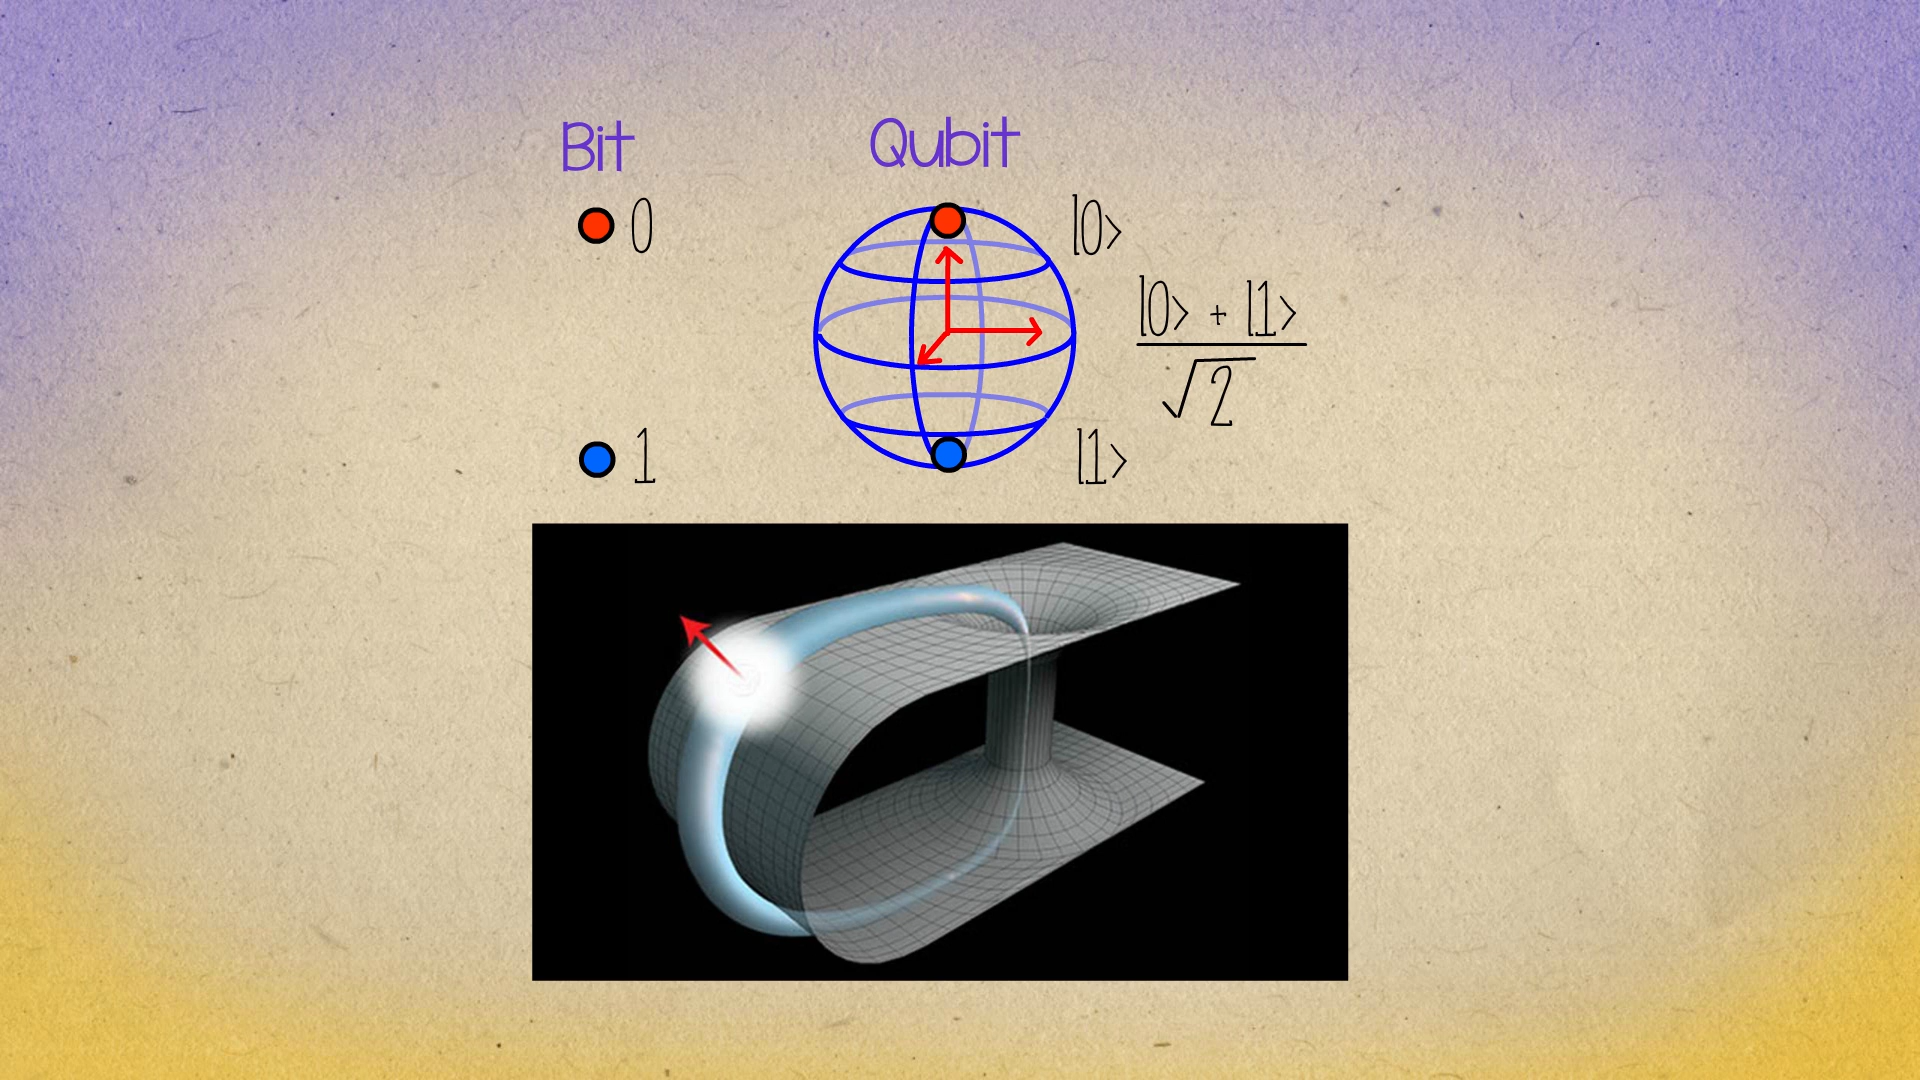 Bit
Qubit
0
|0>
|0> + |1>
√2
1
|1>